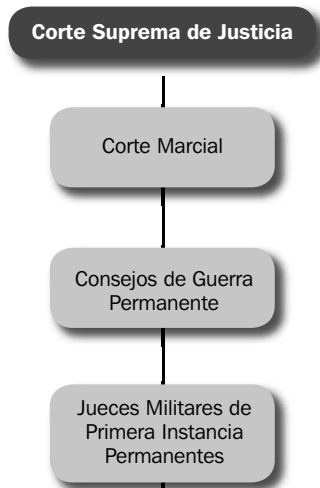 Corte Suprema de Justicia
Corte Marcial
Consejos de Guerra
Permanente
Jueces Militares de
Primera Instancia
Permanentes